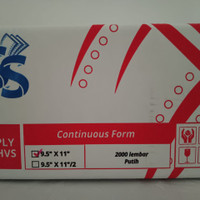 S
PLY
HVS
Continuous Form
9.5" X 11"
9.5" X 11"/2
2000 lembar
Putih